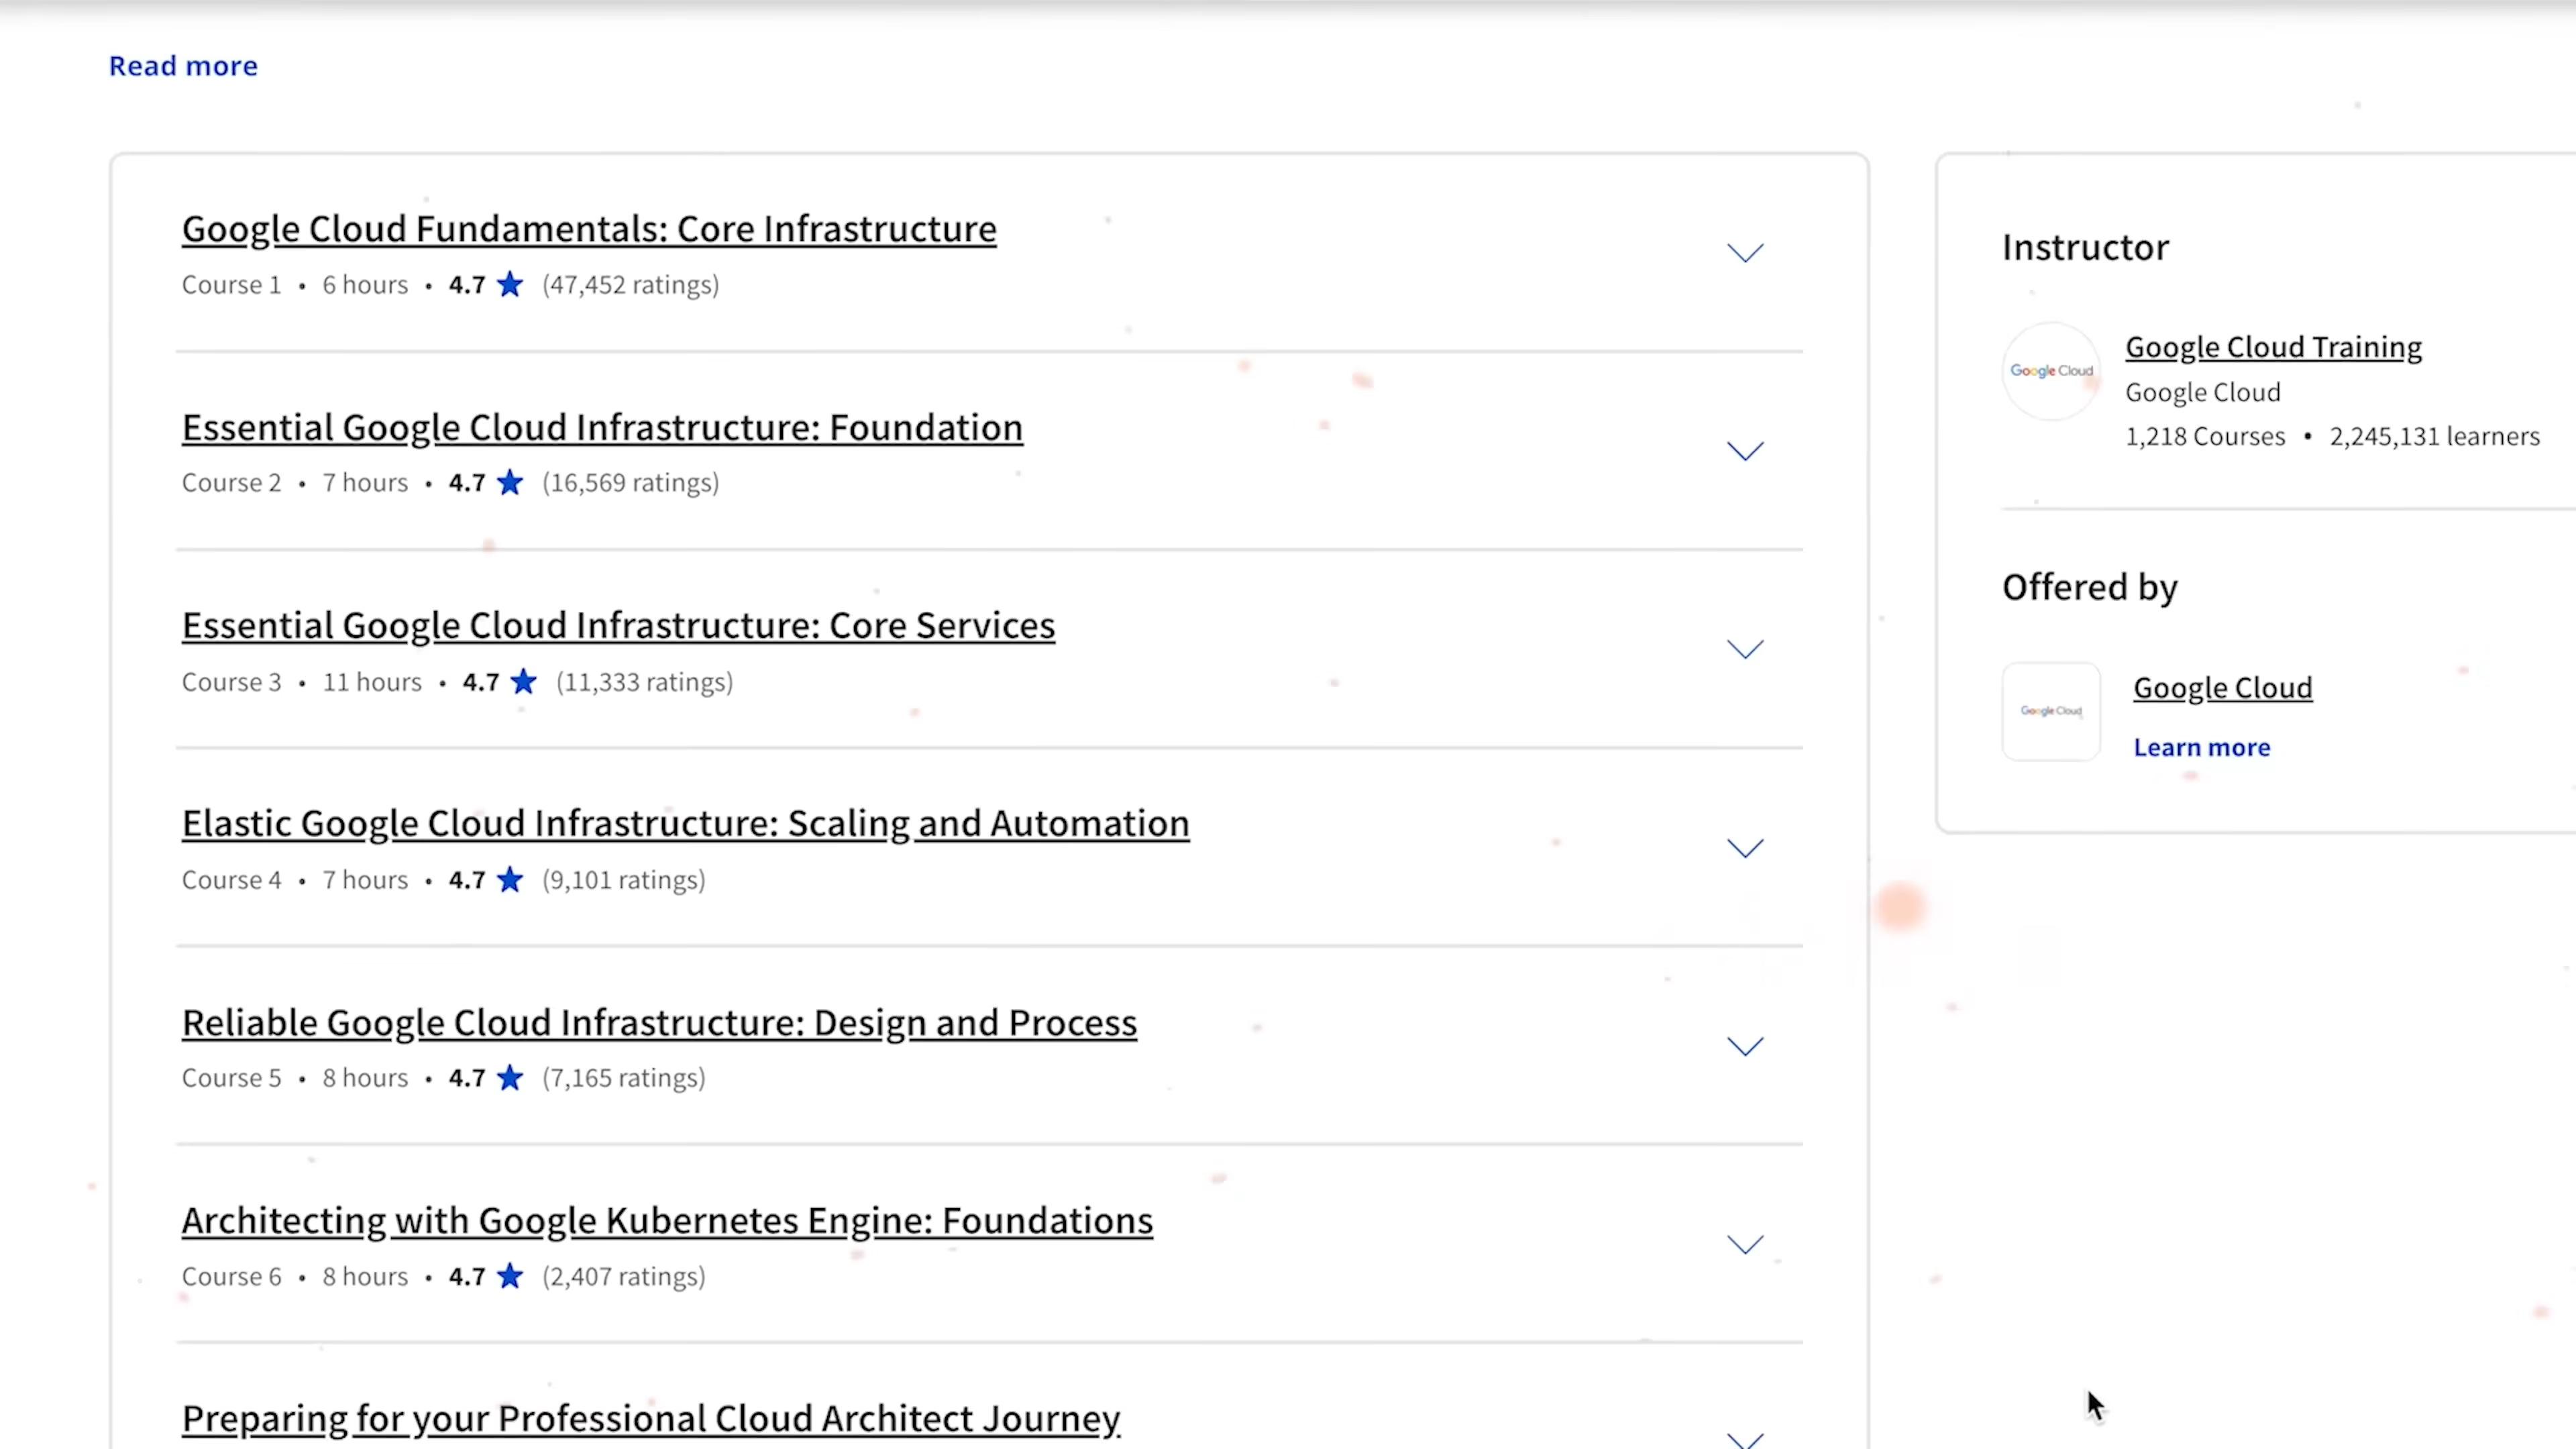 Read more
Google Cloud Fundamentals: Core Infrastructure
Course 1 • 6 hours • 4.7 ★ (47,452 ratings)
Essential Google Cloud Infrastructure: Foundation
Course 2 • 7 hours • 4.7 ★ (16,569 ratings)
Essential Google Cloud Infrastructure: Core Services
Course 3 • 11 hours • 4.7 ★ (11,333 ratings)
Elastic Google Cloud Infrastructure: Scaling and Automation
Course 4 • 7 hours • 4.7 ★ (9,101 ratings)
Reliable Google Cloud Infrastructure: Design and Process
Course 5 • 8 hours • 4.7 ★ (7,165 ratings)
Architecting with Google Kubernetes Engine: Foundations
Course 6 • 8 hours • 4.7 ★ (2,407 ratings)
Preparing for your Professional Cloud Architect Journey
Instructor
Google Cloud
Google Cloud Training
Google Cloud
1,218 Courses • 2,245,131 learners
Offered by
Google Cloud
Google Cloud
Learn more